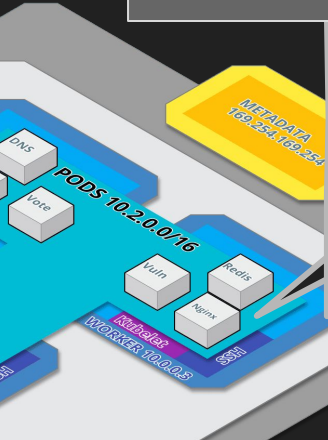 METADATA
169.254.169.254
DNS
PODS 10.2.0.0/16
Vote
Vuln
Redis
Nginx
Kubelet
SSH
WORKER 10.0.0.3
SSH